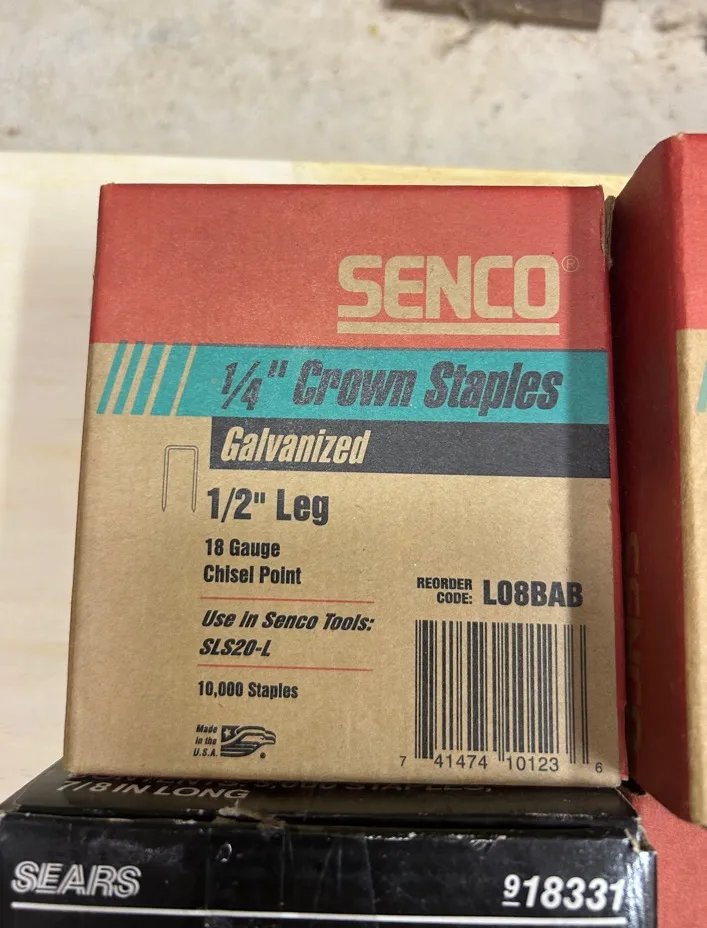 SENCO®
1/4" Crown Staples
Galvanized
1/2" Leg
18 Gauge
Chisel Point
REORDER
CODE: L08BAB
Use in Senco Tools:
SLS20-L
10,000 Staples
Made
in the
U.S.A.
®
7 41474 10123 6
7/8 IN LONG
SEARS
918331